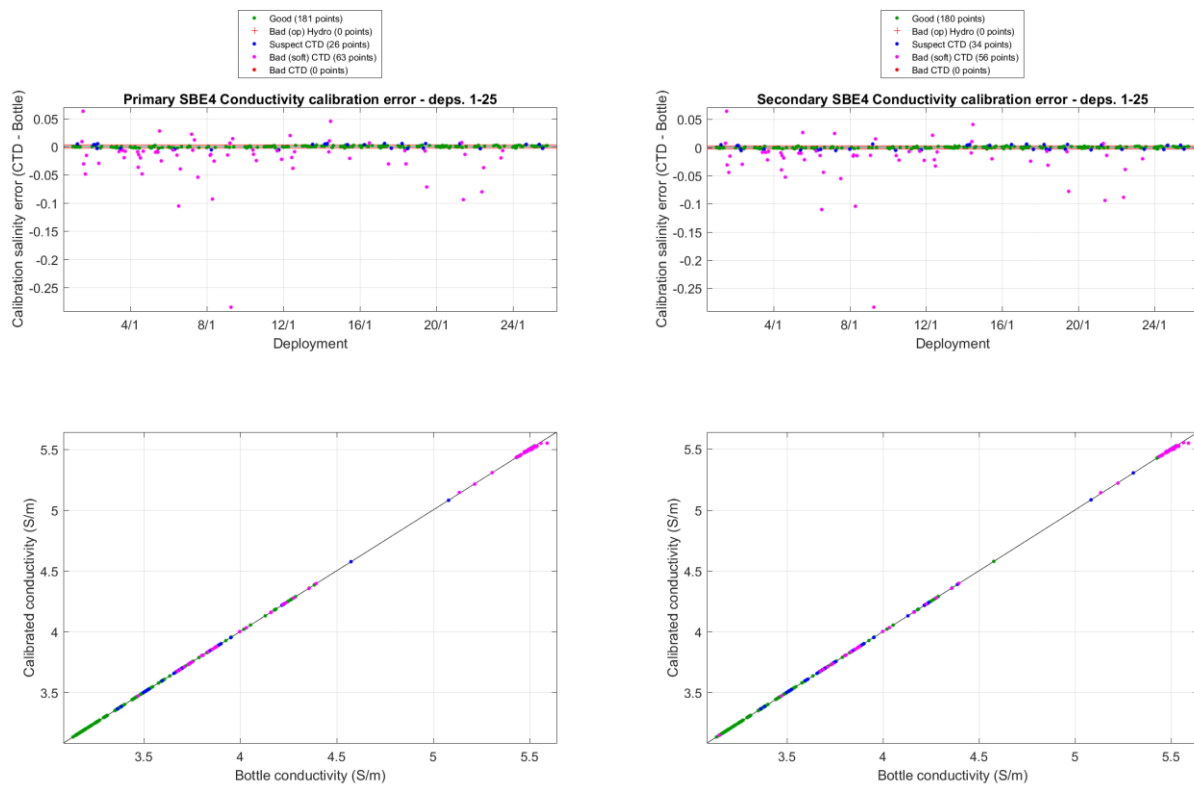 Good (181 points)
Bad (op) Hydro (0 points)
Suspect CTD (26 points)
Bad (soft) CTD (63 points)
Bad CTD (0 points)
Primary SBE4 Conductivity calibration error - deps. 1-25
Calibration salinity error (CTD - Bottle)
0.05
0
-0.05
-0.1
-0.15
-0.2
-0.25
4/1 8/1 12/1 16/1 20/1 24/1
Deployment
Good (180 points)
Bad (op) Hydro (0 points)
Suspect CTD (34 points)
Bad (soft) CTD (56 points)
Bad CTD (0 points)
Secondary SBE4 Conductivity calibration error - deps. 1-25
Calibration salinity error (CTD - Bottle)
0.05
0
-0.05
-0.1
-0.15
-0.2
-0.25
4/1 8/1 12/1 16/1 20/1 24/1
Deployment
Calibrated conductivity (S/m)
5.5
5
4.5
4
3.5
3.5 4 4.5 5 5.5
Bottle conductivity (S/m)
Calibrated conductivity (S/m)
5.5
5
4.5
4
3.5
3.5 4 4.5 5 5.5
Bottle conductivity (S/m)